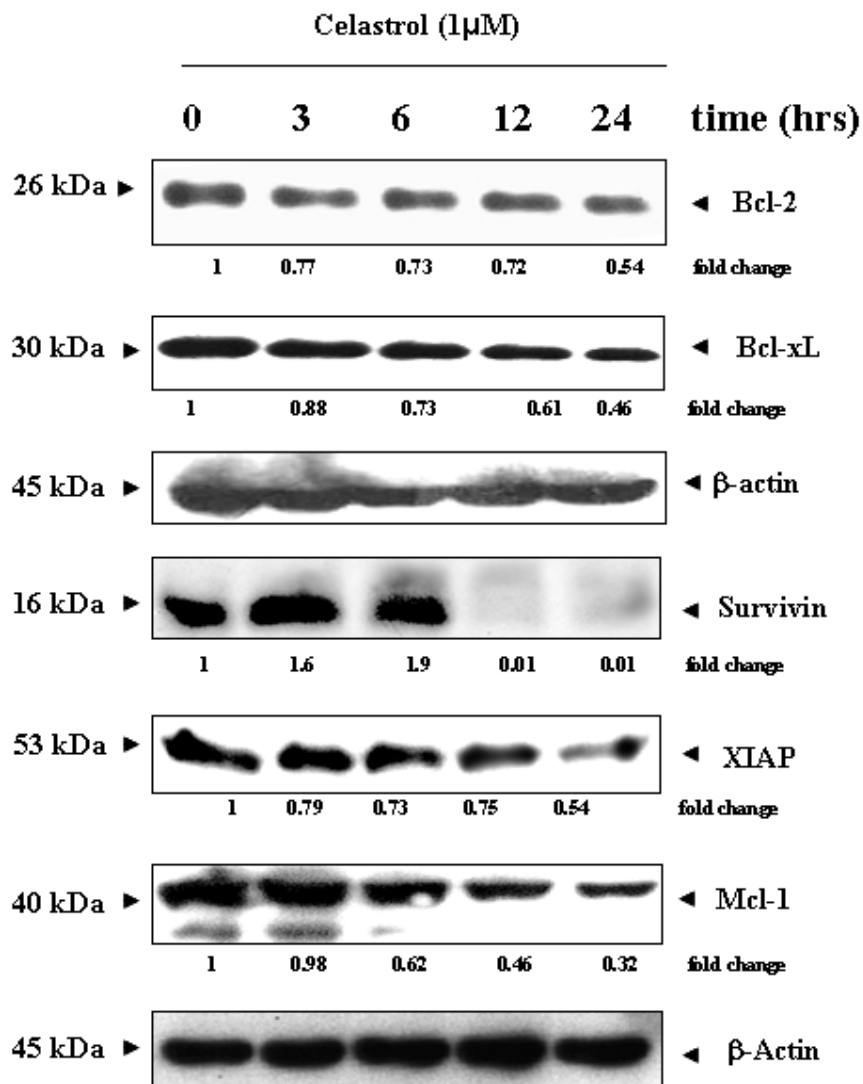 Celastrol (1µM)
0 3 6 12 24 time (hrs)
26 kDa ► ◄ Bcl-2
1 0.77 0.73 0.72 0.54 fold change
30 kDa ► ◄ Bcl-xL
1 0.88 0.73 0.61 0.46 fold change
45 kDa ► ◄ β-actin
16 kDa ► ◄ Survivin
1 1.6 1.9 0.01 0.01 fold change
53 kDa ► ◄ XIAP
1 0.79 0.73 0.75 0.54 fold change
40 kDa ► ◄ Mcl-1
1 0.98 0.62 0.46 0.32 fold change
45 kDa ► ◄ β-Actin